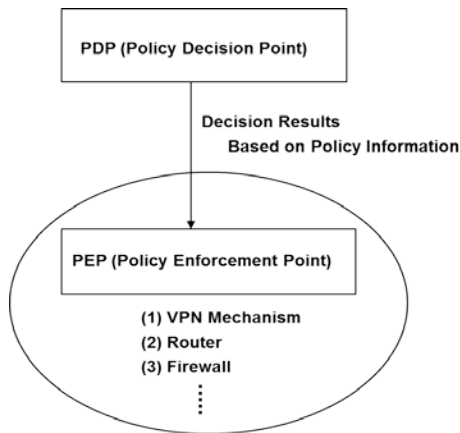 PDP (Policy Decision Point)
Decision Results
Based on Policy Information
PEP (Policy Enforcement Point)
(1) VPN Mechanism
(2) Router
(3) Firewall